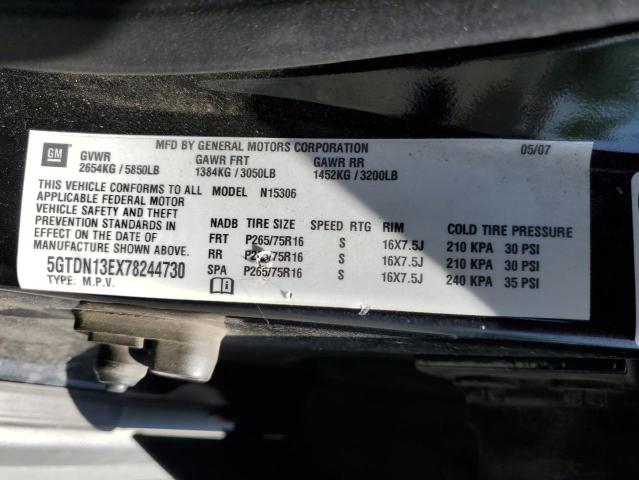 GM
MFD BY GENERAL MOTORS CORPORATION 05/07
GVWR GAWR FRT GAWR RR
2654KG / 5850LB 1384KG / 3050LB 1452KG / 3200LB
THIS VEHICLE CONFORMS TO ALL MODEL N15306
APPLICABLE FEDERAL MOTOR
VEHICLE SAFETY AND THEFT
PREVENTION STANDARDS IN
EFFECT ON THE DATE OF
MANUFACTURE SHOWN ABOVE.
5GTDN13EX78244730
TYPE: M.P.V.
NADB TIRE SIZE SPEED RTG RIM COLD TIRE PRESSURE
FRT P265/75R16 S 16X7.5J 210 KPA 30 PSI
RR P265/75R16 S 16X7.5J 210 KPA 30 PSI
SPA P265/75R16 S 16X7.5J 240 KPA 35 PSI